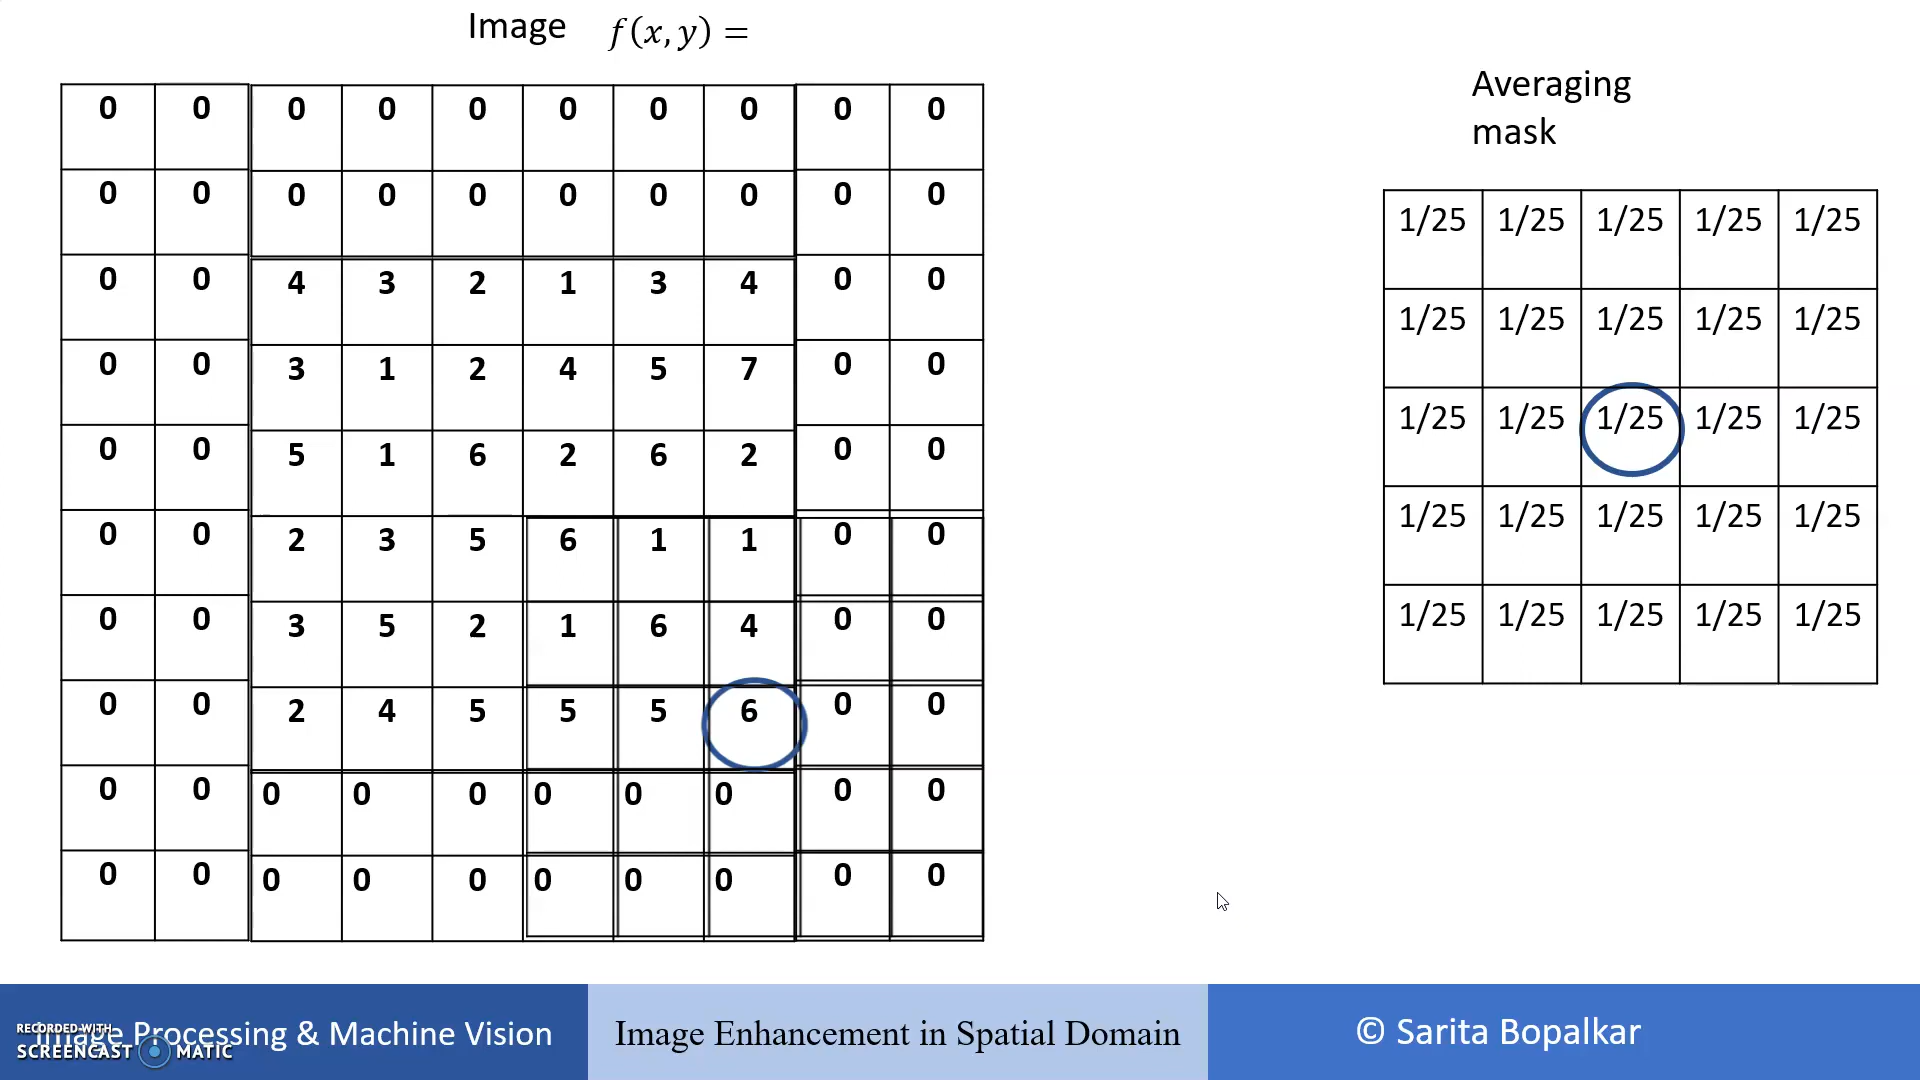 Image f(x, y) =
0 0 0 0 0 0 0 0 0 0
0 0 0 0 0 0 0 0 0 0
0 0 4 3 2 1 3 4 0 0
0 0 3 1 2 4 5 7 0 0
0 0 5 1 6 2 6 2 0 0
0 0 2 3 5 6 1 1 0 0
0 0 3 5 2 1 6 4 0 0
0 0 2 4 5 5 5 6 0 0
0 0 0 0 0 0 0 0 0 0
0 0 0 0 0 0 0 0 0 0
Averaging
mask
1/25 1/25 1/25 1/25 1/25
1/25 1/25 1/25 1/25 1/25
1/25 1/25 1/25 1/25 1/25
1/25 1/25 1/25 1/25 1/25
1/25 1/25 1/25 1/25 1/25
Image Processing & Machine Vision
Image Enhancement in Spatial Domain
© Sarita Bopalkar
RECORDED WITH
SCREENCAST MATIC